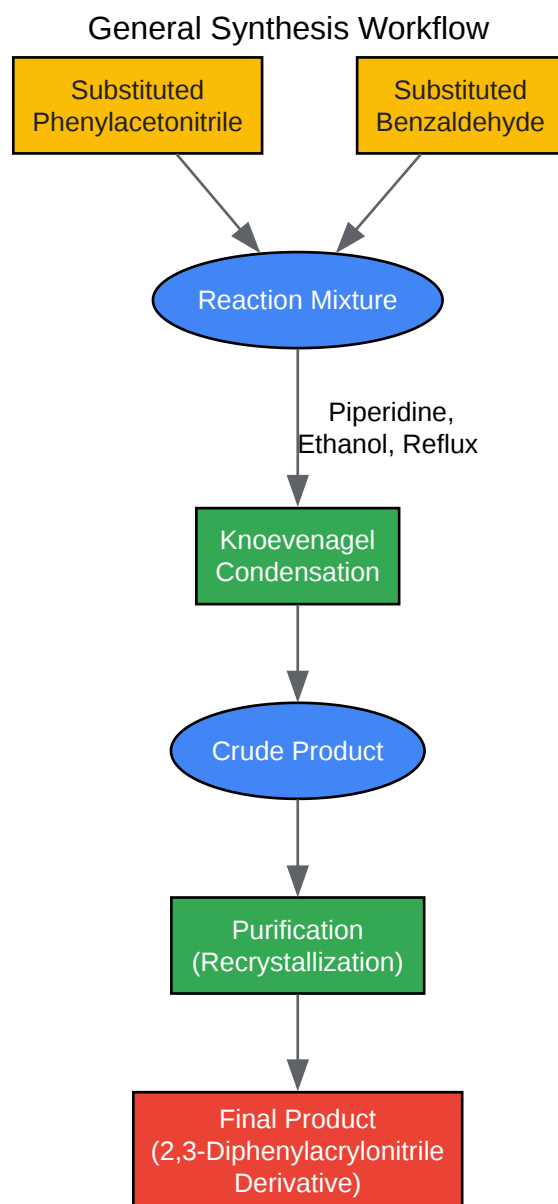 General Synthesis Workflow
Substituted
Phenylacetonitrile
Substituted
Benzaldehyde
Reaction Mixture
Piperidine,
Ethanol, Reflux
Knoevenagel
Condensation
Crude Product
Purification
(Recrystallization)
Final Product
(2,3-Diphenylacrylonitrile
Derivative)